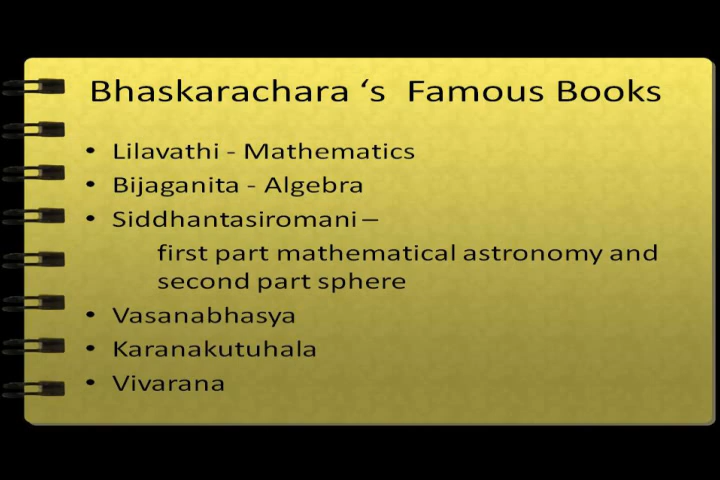 Bhaskarachara ‘s  Famous Books
• Lilavathi - Mathematics
• Bijaganita - Algebra
• Siddhantasiromani –
first part mathematical astronomy and
second part sphere
• Vasanabhasya
• Karanakutuhala
• Vivarana